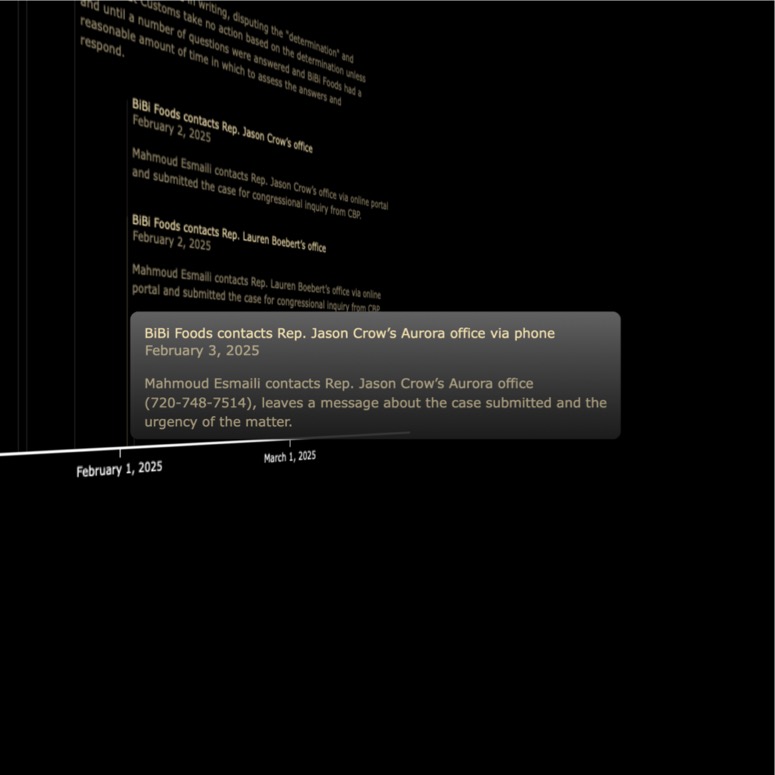 in writing, disputing the "determination" and
Customs take no action based on the determination unless
and until a number of questions were answered and BiBi Foods had a
reasonable amount of time in which to assess the answers and
respond.
BiBi Foods contacts Rep. Jason Crow's office
February 2, 2025
Mahmoud Esmaili contacts Rep. Jason Crow's office via online portal
and submitted the case for congressional inquiry from CBP.
BiBi Foods contacts Rep. Lauren Boebert's office
February 2, 2025
Mahmoud Esmaili contacts Rep. Lauren Boebert's office via online
portal and submitted the case for congressional inquiry from CBP.
BiBi Foods contacts Rep. Jason Crow's Aurora office via phone
February 3, 2025
Mahmoud Esmaili contacts Rep. Jason Crow's Aurora office
(720-748-7514), leaves a message about the case submitted and the
urgency of the matter.
February 1, 2025
March 1, 2025